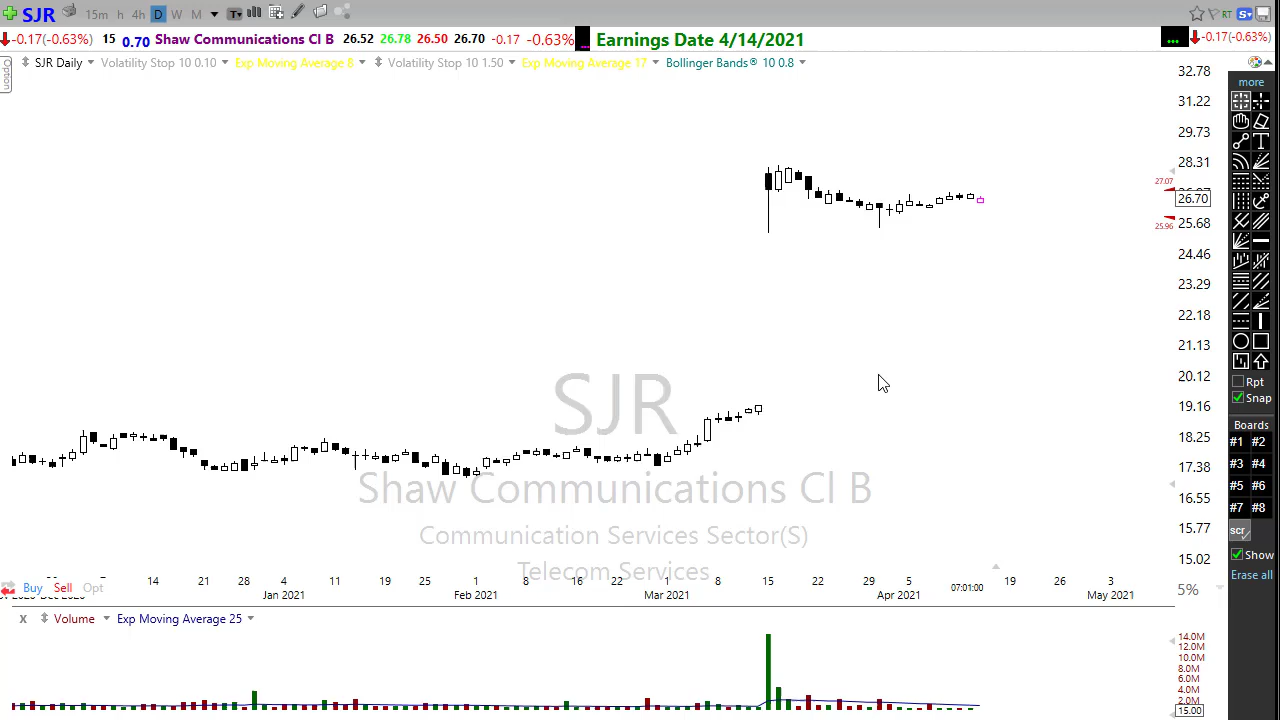 SJR 15m h 4h D W M T RT S
-0.17(-0.63%) 15 0.70 Shaw Communications Cl B 26.52 26.78 26.50 26.70 -0.17 -0.63% ... Earnings Date 4/14/2021 ... -0.17(-0.63%)
Option SJR Daily Volatility Stop 10 0.10 Exp Moving Average 8 Volatility Stop 10 1.50 Exp Moving Average 17 Bollinger Bands® 10 0.8
32.78
more
31.22
29.73
28.31
27.07
26.70
25.68
25.96
24.46
23.29
22.18
21.13
20.12
Rpt
Snap
SJR
19.16
Boards
18.25
#1 #2
17.38
#3 #4
Shaw Communications Cl B
#5 #6
16.55
#7 #8
15.77
scr
Communication Services Sector(S)
Show
15.02
Telecom Services
Erase all
14 21 28 4 11 19 25 1 8 16 22 1 8 15 22 29 5 07:01:00 19 26 3
Buy Sell Opt 5%
Jan 2021 Feb 2021 Mar 2021 Apr 2021 May 2021
x Volume Exp Moving Average 25
14.0M
12.0M
10.0M
8.0M
6.0M
4.0M
2.0M
15.00